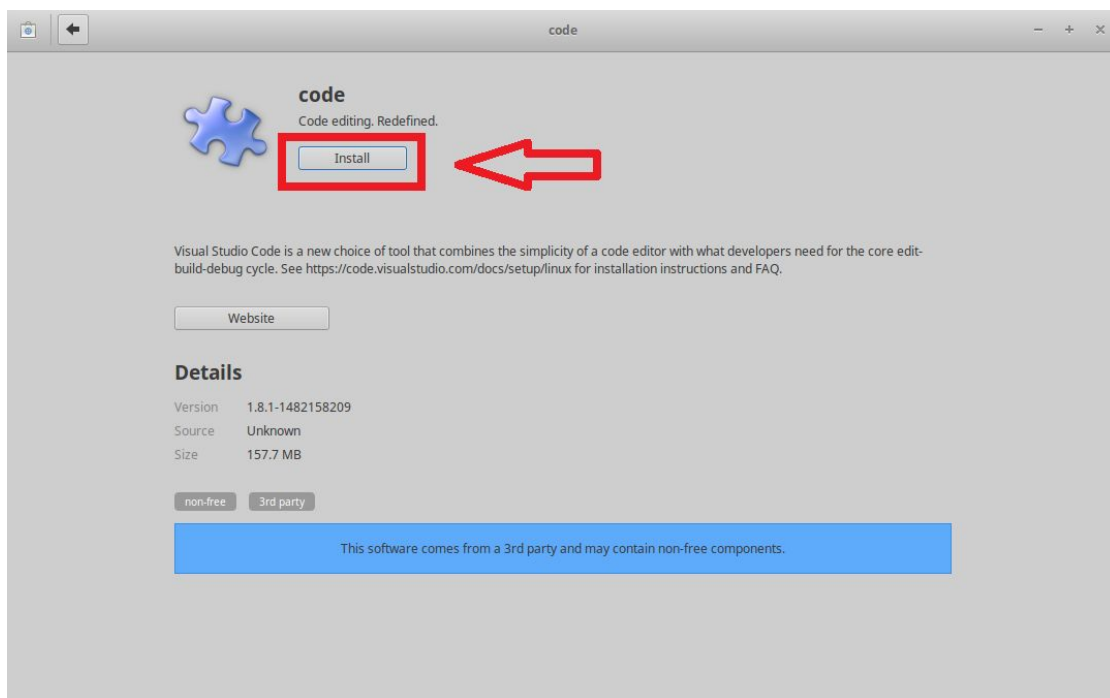 code
code
Code editing. Redefined.
Install
Visual Studio Code is a new choice of tool that combines the simplicity of a code editor with what developers need for the core edit-
build-debug cycle. See https://code.visualstudio.com/docs/setup/linux for installation instructions and FAQ.
Website
Details
Version 1.8.1-1482158209
Source Unknown
Size 157.7 MB
non-free 3rd party
This software comes from a 3rd party and may contain non-free components.